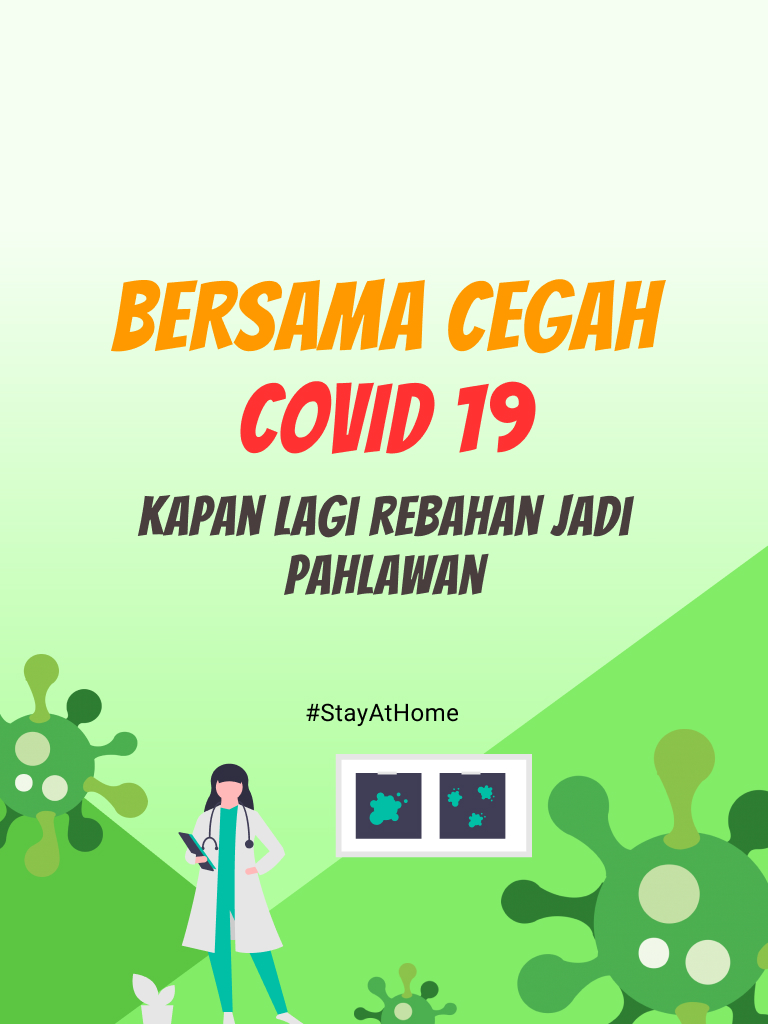 BERSAMA CEGAH
COVID 19
KAPAN LAGI REBAHAN JADI
PAHLAWAN
#StayAtHome